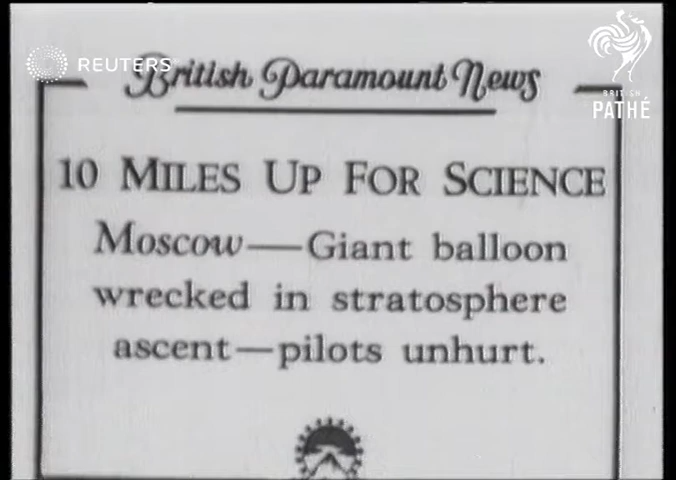 REUTERS
BRITISH
PATHÉ
British Paramount News
10 MILES UP FOR SCIENCE
Moscow—Giant balloon
wrecked in stratosphere
ascent—pilots unhurt.